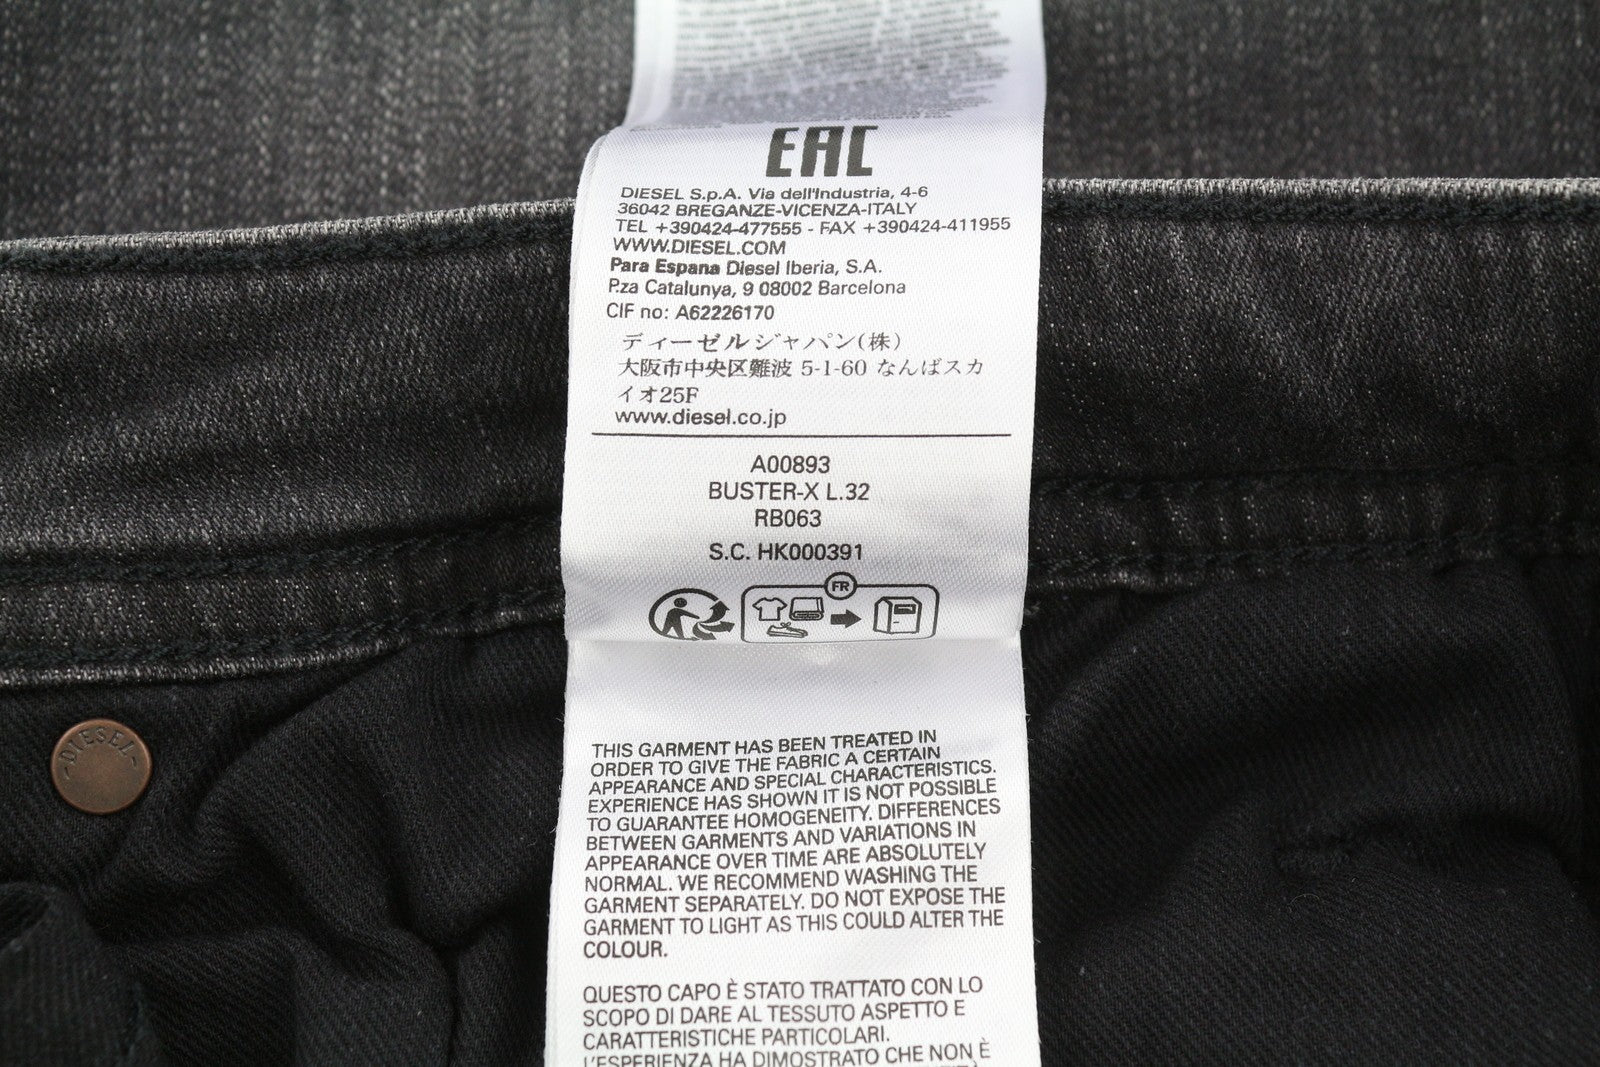 EAC
DIESEL S.p.A. Via dell'Industria, 4-6
36042 BREGANZE-VICENZA-ITALY
TEL +390424-477555 - FAX +390424-411955
WWW.DIESEL.COM
Para Espana Diesel Iberia, S.A.
P.za Catalunya, 9 08002 Barcelona
CIF no: A62226170
ディーゼルジャパン(株)
大阪市中央区難波 5-1-60 なんばスカ
イオ25F
www.diesel.co.jp
A00893
BUSTER-X L.32
RB063
S.C. HK000391
FR
DIESEL
THIS GARMENT HAS BEEN TREATED IN
ORDER TO GIVE THE FABRIC A CERTAIN
APPEARANCE AND SPECIAL CHARACTERISTICS.
EXPERIENCE HAS SHOWN IT IS NOT POSSIBLE
TO GUARANTEE HOMOGENEITY. DIFFERENCES
BETWEEN GARMENTS AND VARIATIONS IN
APPEARANCE OVER TIME ARE ABSOLUTELY
NORMAL. WE RECOMMEND WASHING THE
GARMENT SEPARATELY. DO NOT EXPOSE THE
GARMENT TO LIGHT AS THIS COULD ALTER THE
COLOUR.
QUESTO CAPO È STATO TRATTATO CON LO
SCOPO DI DARE AL TESSUTO ASPETTO E
CARATTERISTICHE PARTICOLARI.
L'ESPERIENZA HA DIMOSTRATO CHE NON È